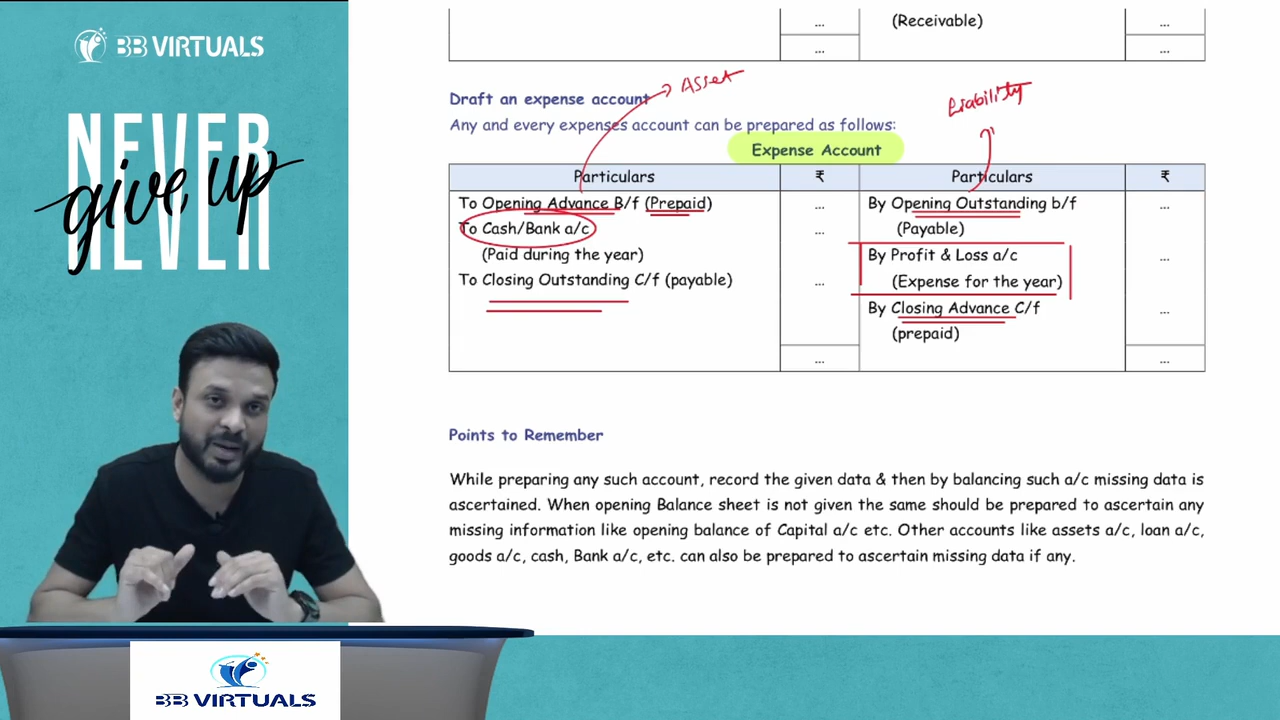 BB VIRTUALS
NEVER
give up
NEVER
(Receivable)
...
...
...
...
Draft an expense account
Asset
Liability
Any and every expenses account can be prepared as follows:
Expense Account
Particulars ₹ Particulars ₹
To Opening Advance B/f (Prepaid) ... By Opening Outstanding b/f ...
To Cash/Bank a/c ... (Payable)
(Paid during the year) By Profit & Loss a/c ...
To Closing Outstanding C/f (payable) ... (Expense for the year)
By Closing Advance C/f ...
(prepaid)
... ...
Points to Remember
While preparing any such account, record the given data & then by balancing such a/c missing data is
ascertained. When opening Balance sheet is not given the same should be prepared to ascertain any
missing information like opening balance of Capital a/c etc. Other accounts like assets a/c, loan a/c,
goods a/c, cash, Bank a/c, etc. can also be prepared to ascertain missing data if any.
BB VIRTUALS